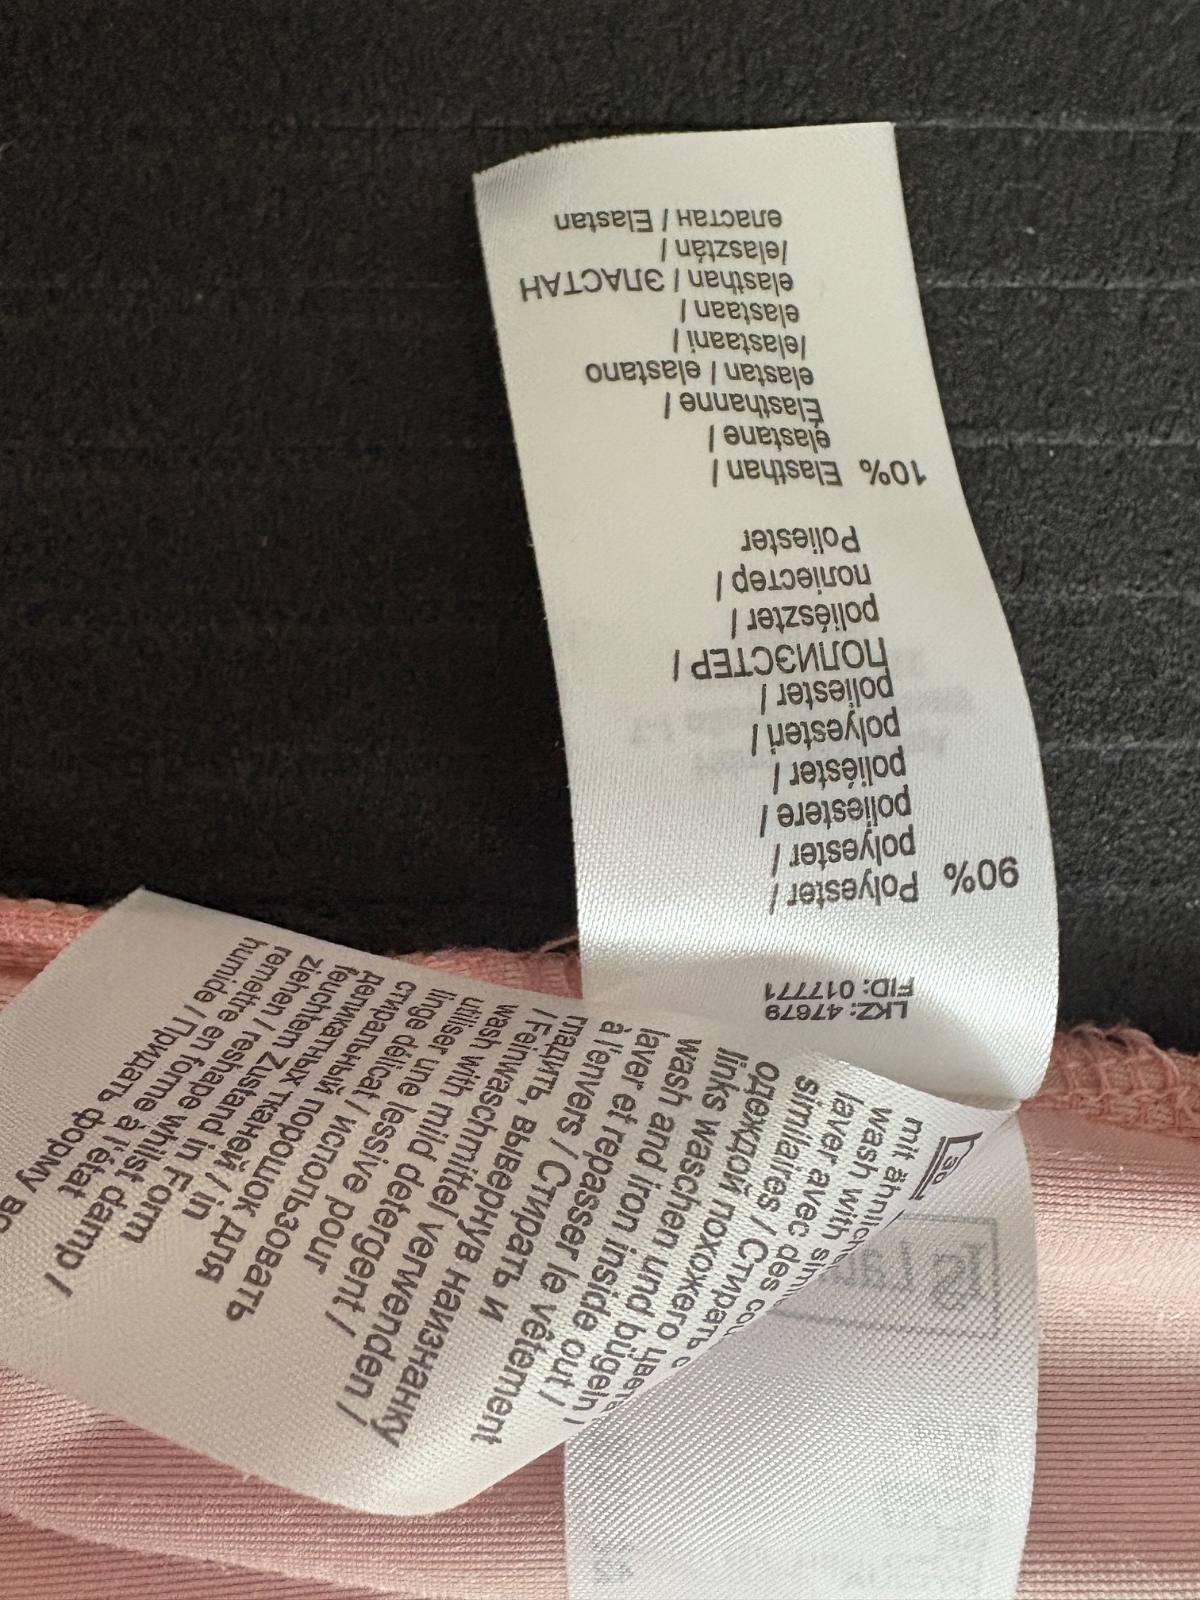 LKZ: 47679
FID: 017771
90% Polyester /
polyester /
poliestere /
poliéster /
polyesteri /
poliester /
ПОЛИЭСТЕР /
poliészter /
поліестер /
Poliester
10% Elasthan /
élastane /
Élasthanne /
elastan / elastano
/elastaani /
elastaan /
elasthan / ЭЛАСТАН
/elasztán /
еластан / Elastan
mit ähnliche
wash with simi
laver avec des cou
similaires / Стирать с
одеждой похожего цвета
links waschen und bügeln /
wash and iron inside out /
laver et repasser le vêtement
à l'envers / Стирать и
гладить, вывернув наизнанку
/ Feinwaschmittel verwenden /
wash with mild detergent /
utiliser une lessive pour
linge délicat / использовать
стиральный порошок для
деликатных тканей / in
feuchtem Zustand in Form
ziehen / reshape whilst damp /
remettre en forme à l'état
humide / Придать форму во